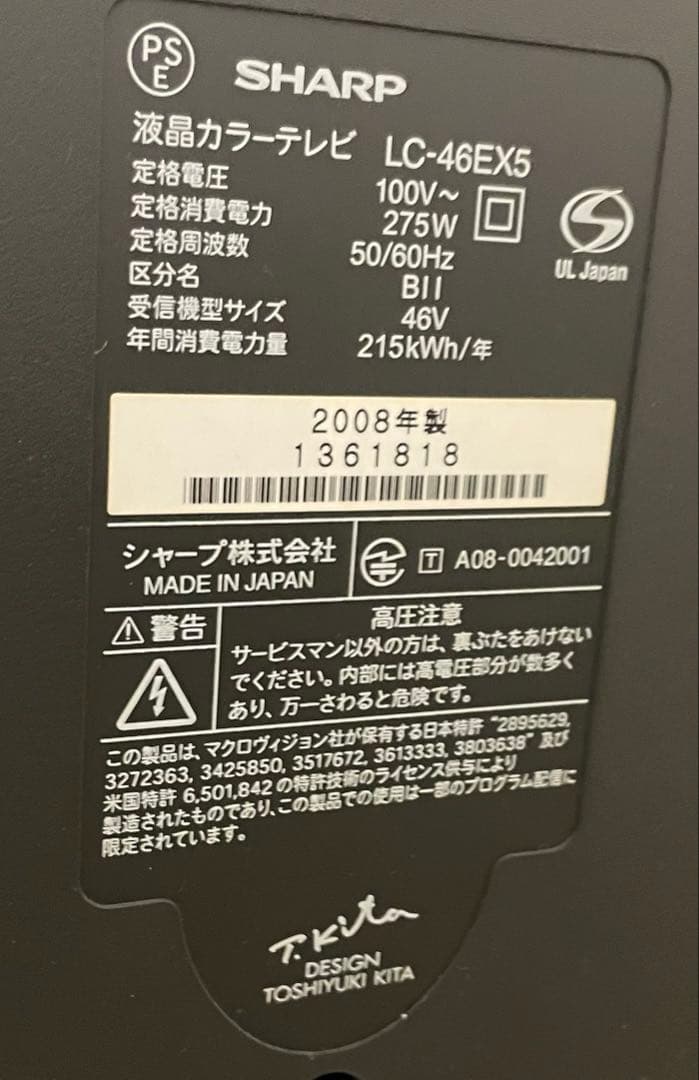 PS
E
SHARP
液晶カラーテレビ LC-46EX5
定格電圧 100V～
定格消費電力 275W
定格周波数 50/60Hz
区分名 BII
受信機型サイズ 46V
年間消費電力量 215kWh/年
UL Japan
2008年製
1361818
シャープ株式会社
MADE IN JAPAN
T A08-0042001
警告
高圧注意
サービスマン以外の方は、裏ぶたをあけない
でください。内部には高電圧部分が数多く
あり、万一さわると危険です。
この製品は、マクロヴィジョン社が保有する日本特許 "2895629,
3272363, 3425850, 3517672, 3613333, 3803638" 及び
米国特許 6,501,842 の特許技術のライセンス供与により
製造されたものであり、この製品での使用は一部のプログラム配信に
限定されています。
T.Kita
DESIGN
TOSHIYUKI KITA